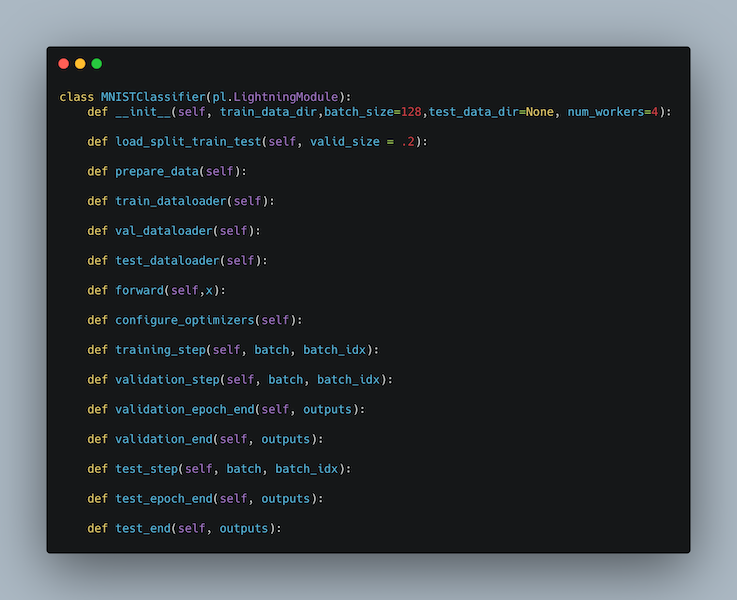 class MNISTClassifier(pl.LightningModule):
    def __init__(self, train_data_dir,batch_size=128,test_data_dir=None, num_workers=4):
    def load_split_train_test(self, valid_size = .2):
    def prepare_data(self):
    def train_dataloader(self):
    def val_dataloader(self):
    def test_dataloader(self):
    def forward(self,x):
    def configure_optimizers(self):
    def training_step(self, batch, batch_idx):
    def validation_step(self, batch, batch_idx):
    def validation_epoch_end(self, outputs):
    def validation_end(self, outputs):
    def test_step(self, batch, batch_idx):
    def test_epoch_end(self, outputs):
    def test_end(self, outputs):